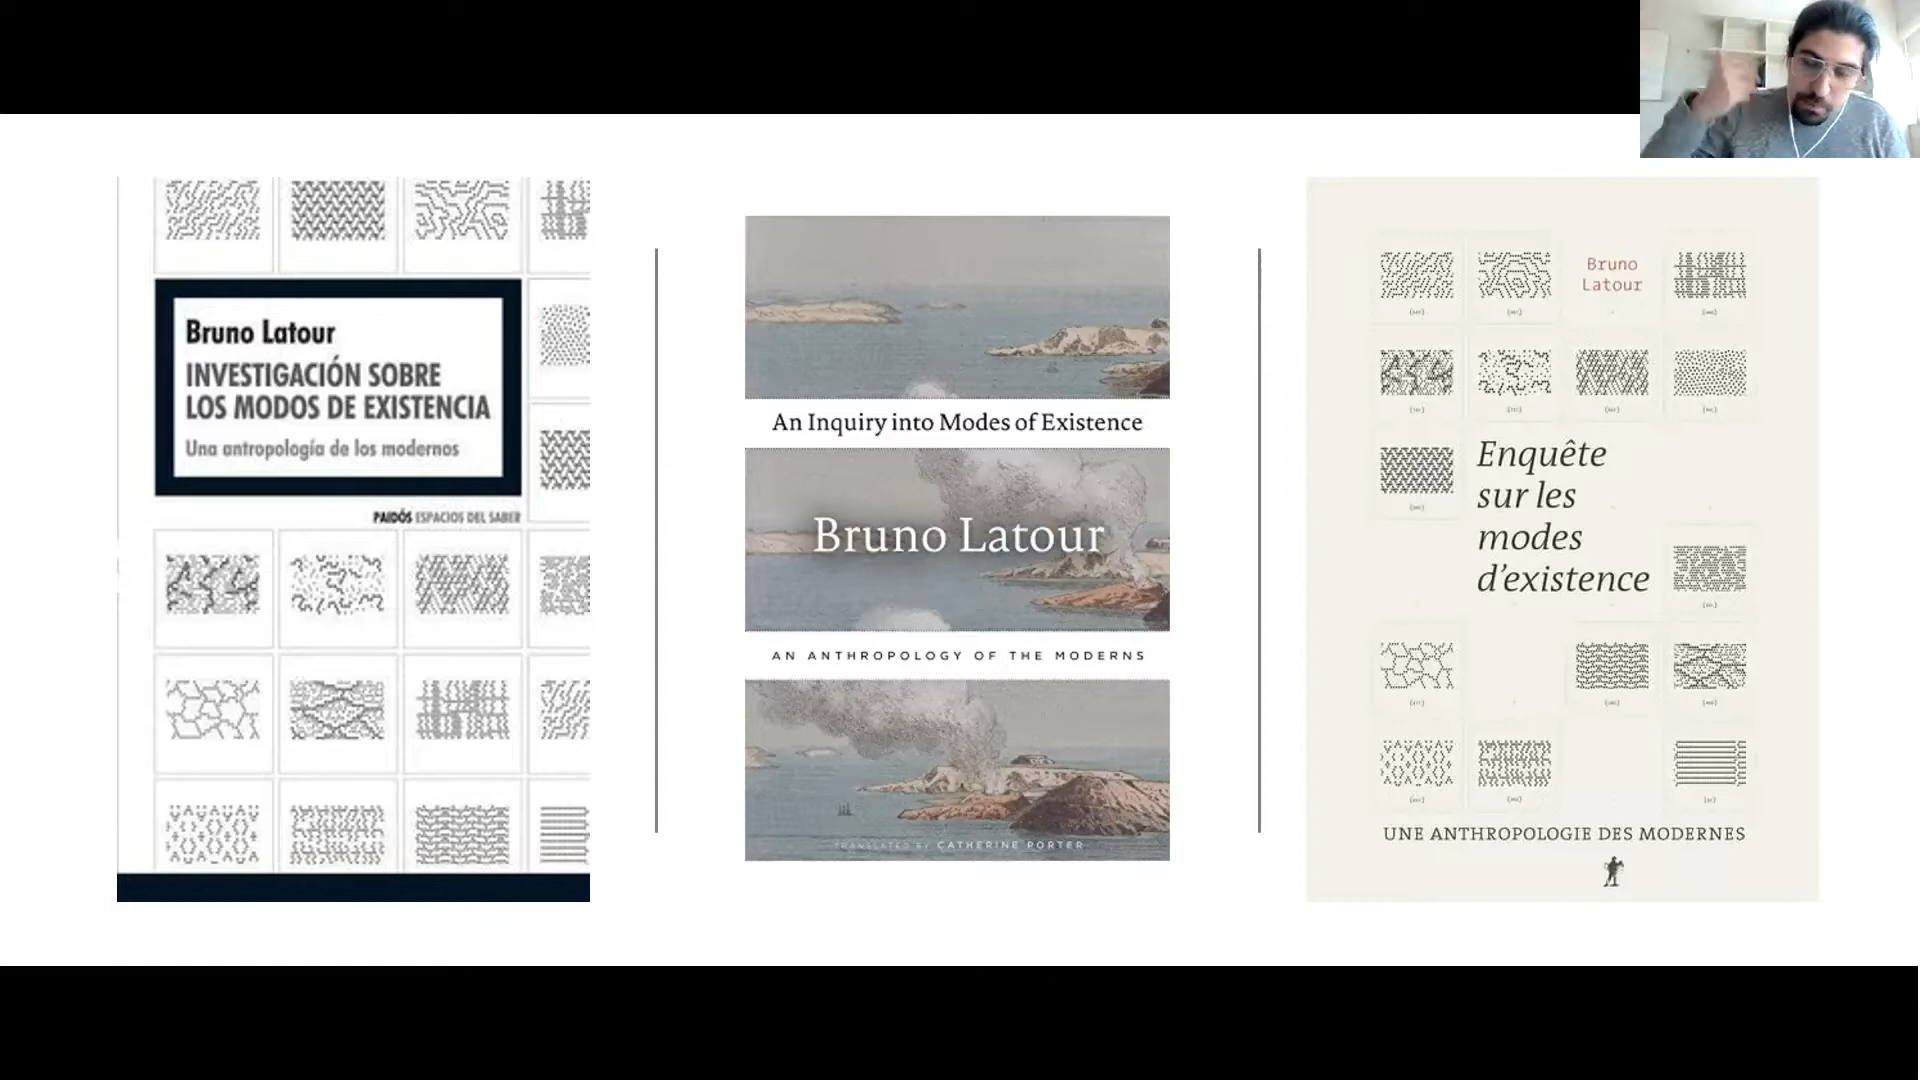 Bruno Latour
INVESTIGACIÓN SOBRE
LOS MODOS DE EXISTENCIA
Una antropología de los modernos
PAIDÓS ESPACIOS DEL SABER
An Inquiry into Modes of Existence
Bruno Latour
AN ANTHROPOLOGY OF THE MODERNS
TRANSLATED BY CATHERINE PORTER
Bruno
Latour
Enquête
sur les
modes
d'existence
UNE ANTHROPOLOGIE DES MODERNES